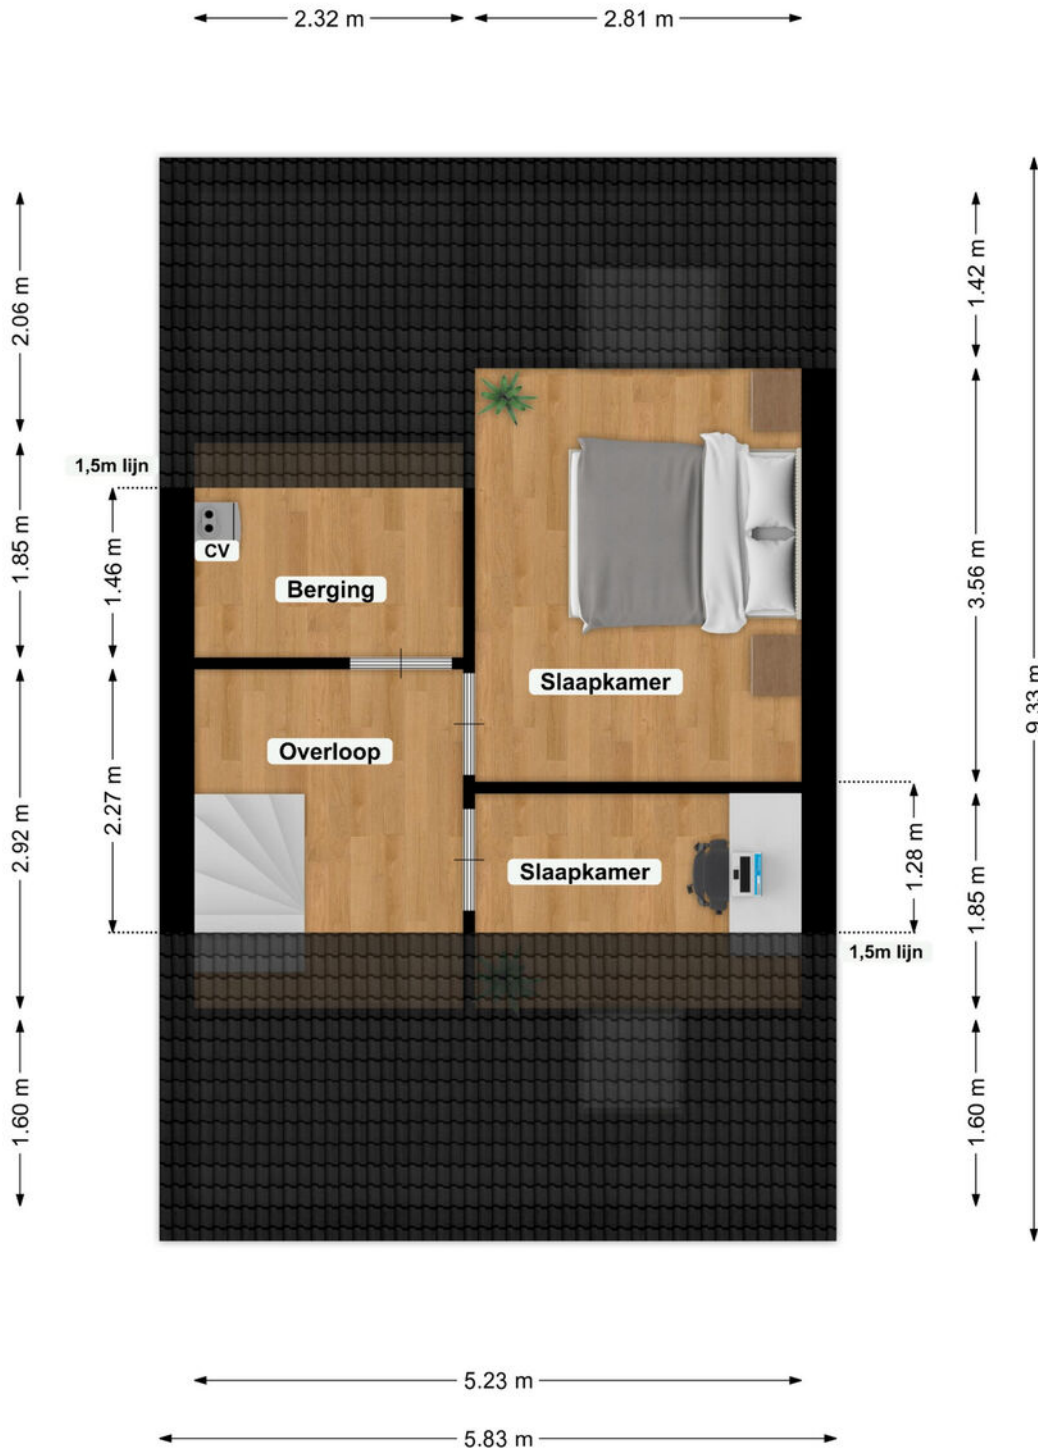 2.32 m
2.81 m
2.06 m
1.42 m
1,5m lijn
1.85 m
1.46 m
CV
Berging
3.56 m
Slaapkamer
9.33 m
Overloop
2.27 m
2.92 m
Slaapkamer
1.28 m
1.85 m
1,5m lijn
1.60 m
1.60 m
5.23 m
5.83 m